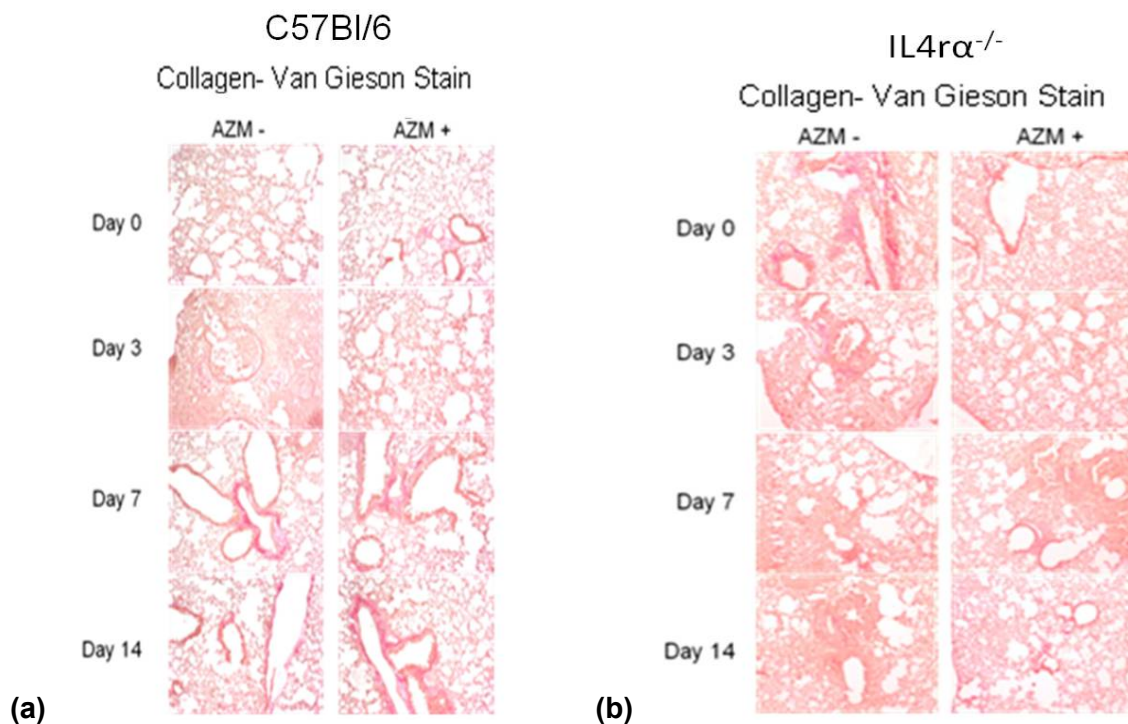 C57Bl/6
Collagen- Van Gieson Stain
AZM - AZM +
Day 0
Day 3
Day 7
Day 14
(a)
IL4rα-/-
Collagen- Van Gieson Stain
AZM - AZM +
Day 0
Day 3
Day 7
Day 14
(b)